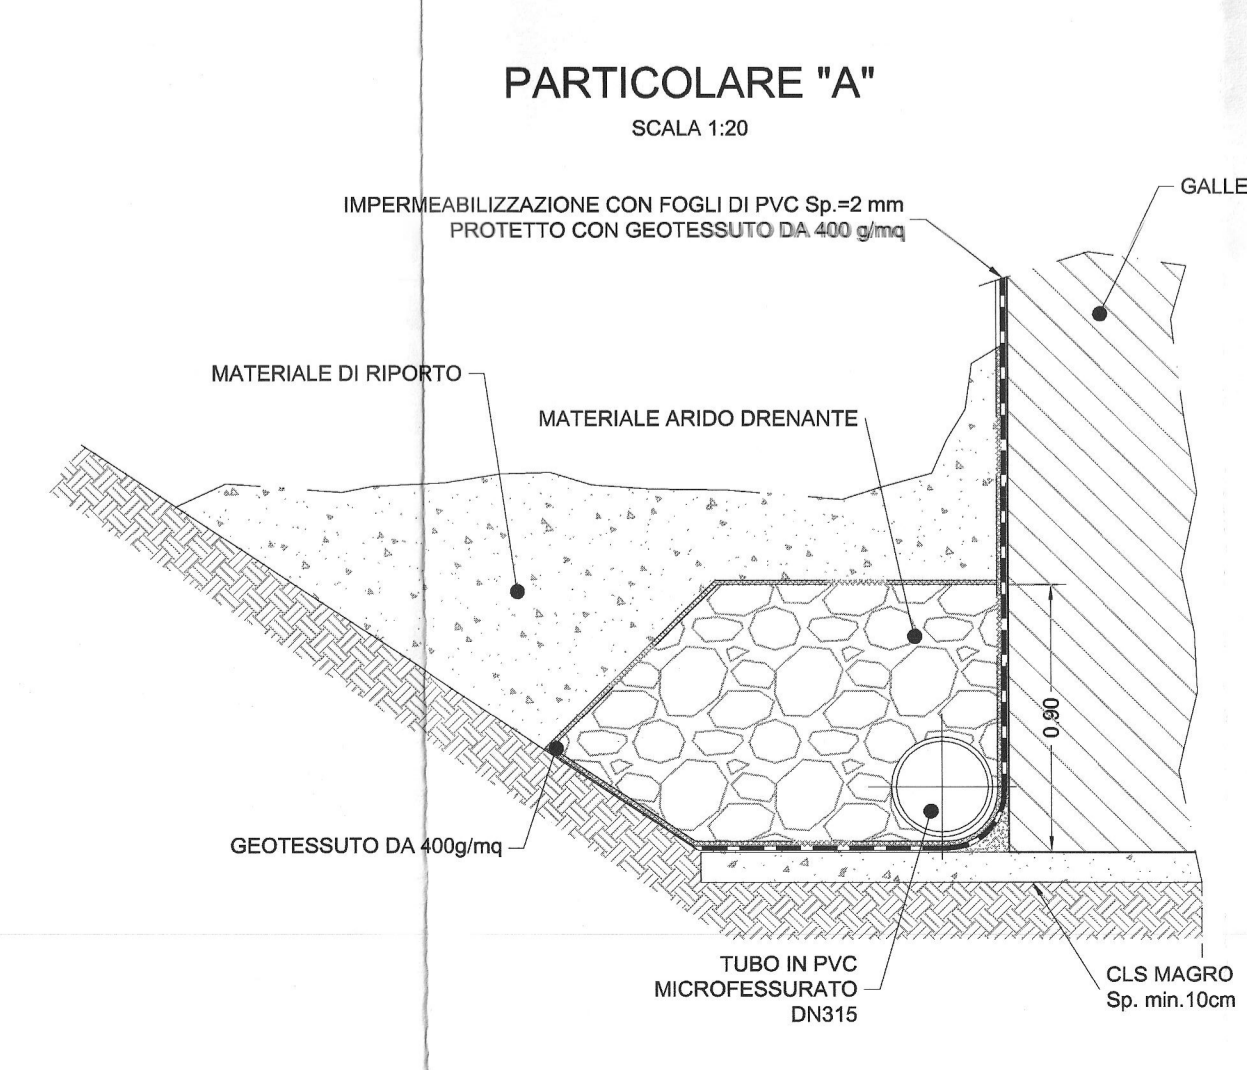 PARTICOLARE "A"
SCALA 1:20
GALLE
IMPERMEABILIZZAZIONE CON FOGLI DI PVC Sp.=2 mm
PROTETTO CON GEOTESSUTO DA 400 g/mq
MATERIALE DI RIPORTO
MATERIALE ARIDO DRENANTE
0.90
GEOTESSUTO DA 400g/mq
TUBO IN PVC
MICROFESSURATO
DN315
CLS MAGRO
Sp. min.10cm